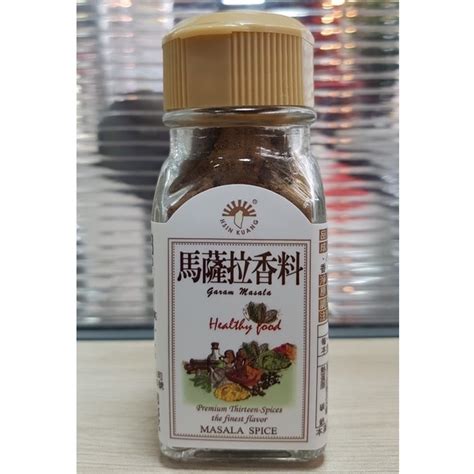 ®
HSIN KUANG
馬薩拉香料
Garam Masala
Healthy food
Premium Thirteen-Spices
the finest flavor
MASALA SPICE